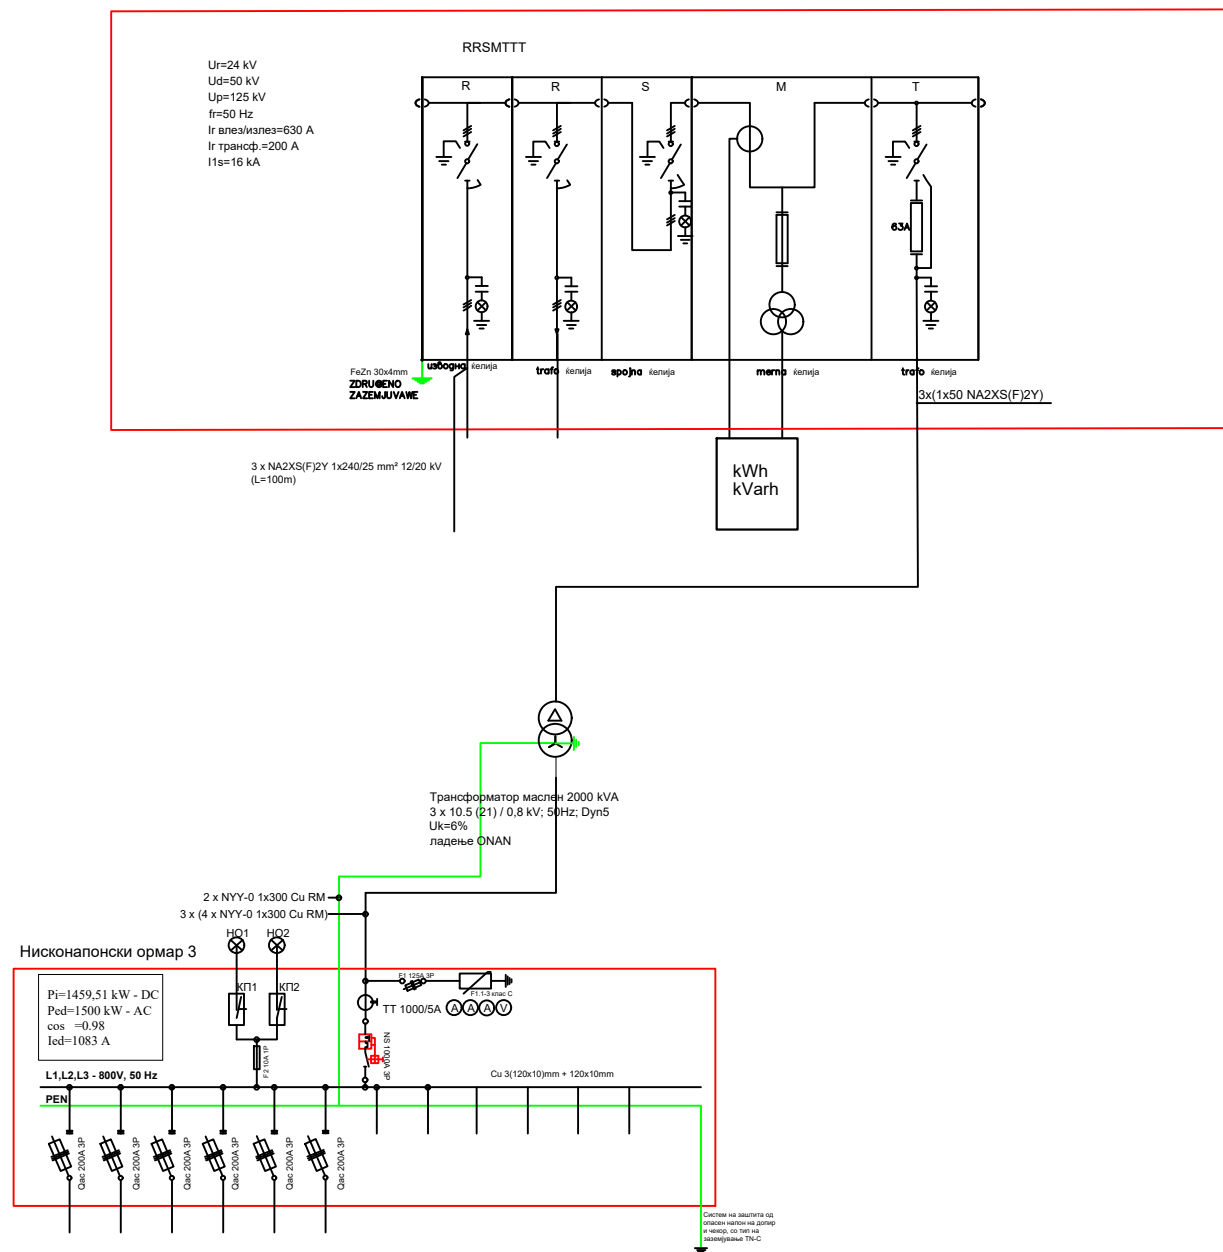 RRSMTTT
Ur=24 kV
Ud=50 kV
Up=125 kV
fr=50 Hz
Ir влез/излез=630 A
Ir трансф.=200 A
I1s=16 kA
R
R
S
M
T
63A
FeZn 30x4mm
ZDRU@ENO
ZAZEMJUVAWE
изводна ќелија
trafo ќелија
spojna ќелија
merna ќелија
trafo ќелија
3x(1x50 NA2XS(F)2Y)
3 x NA2XS(F)2Y 1x240/25 mm² 12/20 kV
(L=100m)
kWh
kVarh
Трансформатор маслен 2000 kVA
3 x 10.5 (21) / 0,8 kV; 50Hz; Dyn5
Uk=6%
ладење ONAN
2 x NYY-0 1x300 Cu RM
3 x (4 x NYY-0 1x300 Cu RM)
НО1
НО2
Нисконапонски ормар 3
Pi=1459,51 kW - DC
Ped=1500 kW - AC
cos =0.98
Ied=1083 A
КП1
КП2
F2 10A 1P
F1 125A 3P
F1.1-3 клас C
ТТ 1000/5A
A
A
A
V
NS 1000A 3P
L1,L2,L3 - 800V, 50 Hz
Cu 3(120x10)mm + 120x10mm
PEN
Qac 200A 3P
Qac 200A 3P
Qac 200A 3P
Qac 200A 3P
Qac 200A 3P
Qac 200A 3P
Систем на заштита од
опасен напон на допир
и чекор, со тип на
заземјување TN-C